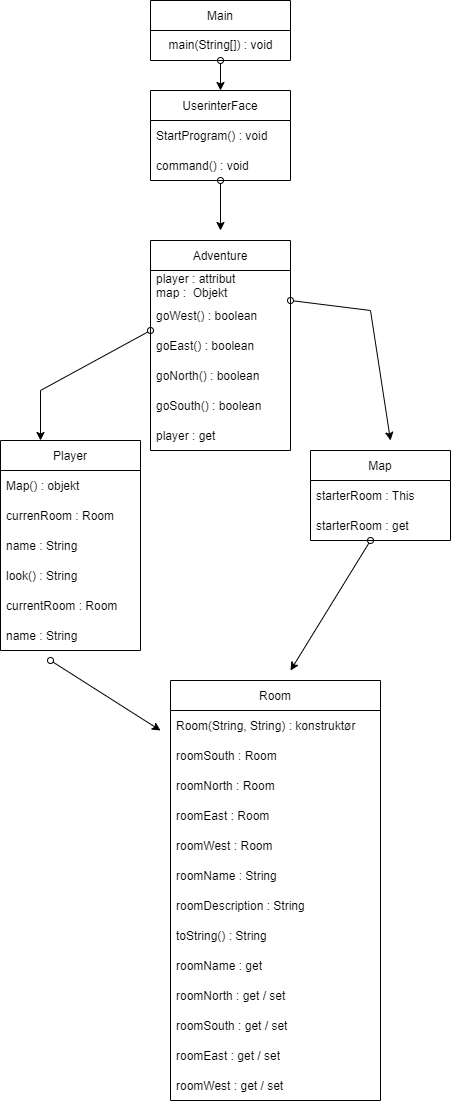 Main
main(String[]) : void
UserinterFace
StartProgram() : void
command() : void
Adventure
player : attribut
map :  Objekt
goWest() : boolean
goEast() : boolean
goNorth() : boolean
goSouth() : boolean
player : get
Player
Map() : objekt
currenRoom : Room
name : String
look() : String
currentRoom : Room
name : String
Map
starterRoom : This
starterRoom : get
Room
Room(String, String) : konstruktør
roomSouth : Room
roomNorth : Room
roomEast : Room
roomWest : Room
roomName : String
roomDescription : String
toString() : String
roomName : get
roomNorth : get / set
roomSouth : get / set
roomEast : get / set
roomWest : get / set